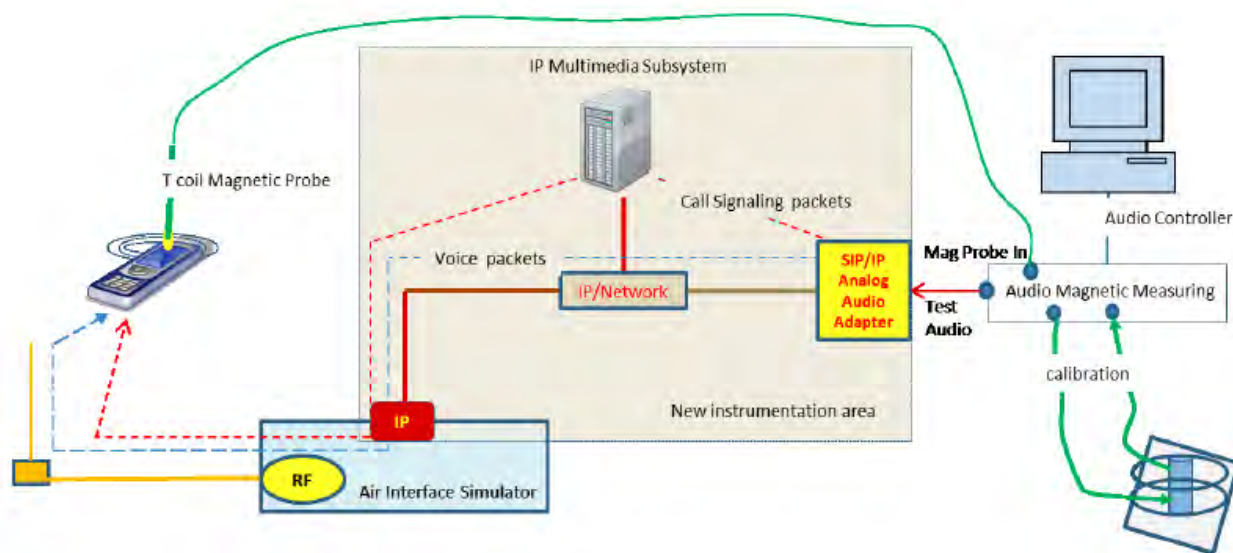 IP Multimedia Subsystem
T coil Magnetic Probe
Call Signaling packets
Audio Controller
Voice packets
SIP/IP
Analog
Audio
Adapter
Mag Probe In
IP/Network
Audio Magnetic Measuring
Test
Audio
calibration
New instrumentation area
IP
RF
Air Interface Simulator